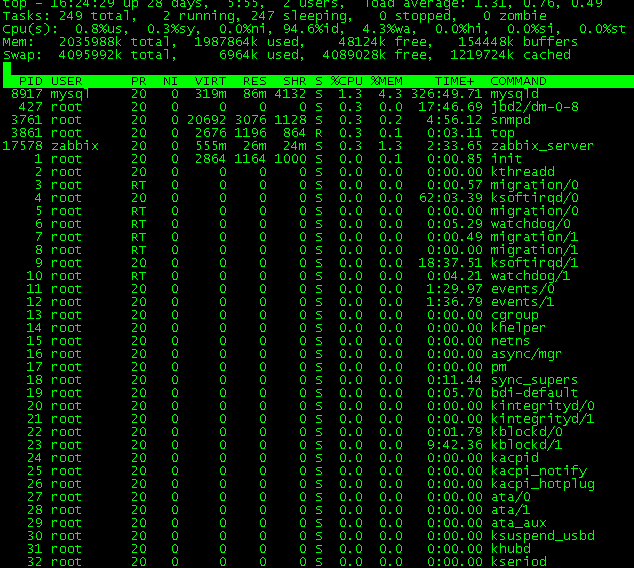 top - 16:24:29 up 28 days,  5:55,  2 users,  load average: 1.31, 0.76, 0.49
Tasks: 249 total,   2 running, 247 sleeping,   0 stopped,   0 zombie
Cpu(s):  0.8%us,  0.3%sy,  0.0%ni, 94.6%id,  4.3%wa,  0.0%hi,  0.0%si,  0.0%st
Mem:   2035988k total,  1987864k used,    48124k free,   154448k buffers
Swap:  4095992k total,     6964k used,  4089028k free,  1219724k cached
PID USER      PR  NI  VIRT  RES  SHR S %CPU %MEM    TIME+  COMMAND
8917 mysql     20   0  319m  86m 4132 S  1.3  4.3 326:49.71 mysqld
427 root      20   0     0    0    0 S  0.3  0.0  17:46.69 jbd2/dm-0-8
3761 root      20   0 20692 3076 1128 S  0.3  0.2   4:56.12 snmpd
3861 root      20   0  2676 1196  864 R  0.3  0.1   0:03.11 top
17578 zabbix    20   0  555m  26m  24m S  0.3  1.3   2:33.65 zabbix_server
1 root      20   0  2864 1164 1000 S  0.0  0.1   0:00.85 init
2 root      20   0     0    0    0 S  0.0  0.0   0:00.00 kthreadd
3 root      RT   0     0    0    0 S  0.0  0.0   0:00.57 migration/0
4 root      20   0     0    0    0 S  0.0  0.0  62:03.39 ksoftirqd/0
5 root      RT   0     0    0    0 S  0.0  0.0   0:00.00 migration/0
6 root      RT   0     0    0    0 S  0.0  0.0   0:05.29 watchdog/0
7 root      RT   0     0    0    0 S  0.0  0.0   0:00.49 migration/1
8 root      RT   0     0    0    0 S  0.0  0.0   0:00.00 migration/1
9 root      20   0     0    0    0 S  0.0  0.0  18:37.51 ksoftirqd/1
10 root      RT   0     0    0    0 S  0.0  0.0   0:04.21 watchdog/1
11 root      20   0     0    0    0 S  0.0  0.0   1:29.97 events/0
12 root      20   0     0    0    0 S  0.0  0.0   1:36.79 events/1
13 root      20   0     0    0    0 S  0.0  0.0   0:00.00 cgroup
14 root      20   0     0    0    0 S  0.0  0.0   0:00.00 khelper
15 root      20   0     0    0    0 S  0.0  0.0   0:00.00 netns
16 root      20   0     0    0    0 S  0.0  0.0   0:00.00 async/mgr
17 root      20   0     0    0    0 S  0.0  0.0   0:00.00 pm
18 root      20   0     0    0    0 S  0.0  0.0   0:11.44 sync_supers
19 root      20   0     0    0    0 S  0.0  0.0   0:05.70 bdi-default
20 root      20   0     0    0    0 S  0.0  0.0   0:00.00 kintegrityd/0
21 root      20   0     0    0    0 S  0.0  0.0   0:00.00 kintegrityd/1
22 root      20   0     0    0    0 S  0.0  0.0   0:01.79 kblockd/0
23 root      20   0     0    0    0 S  0.0  0.0   9:42.36 kblockd/1
24 root      20   0     0    0    0 S  0.0  0.0   0:00.00 kacpid
25 root      20   0     0    0    0 S  0.0  0.0   0:00.00 kacpi_notify
26 root      20   0     0    0    0 S  0.0  0.0   0:00.00 kacpi_hotplug
27 root      20   0     0    0    0 S  0.0  0.0   0:00.00 ata/0
28 root      20   0     0    0    0 S  0.0  0.0   0:00.00 ata/1
29 root      20   0     0    0    0 S  0.0  0.0   0:00.00 ata_aux
30 root      20   0     0    0    0 S  0.0  0.0   0:00.00 ksuspend_usbd
31 root      20   0     0    0    0 S  0.0  0.0   0:00.00 khubd
32 root      20   0     0    0    0 S  0.0  0.0   0:00.00 kseriod